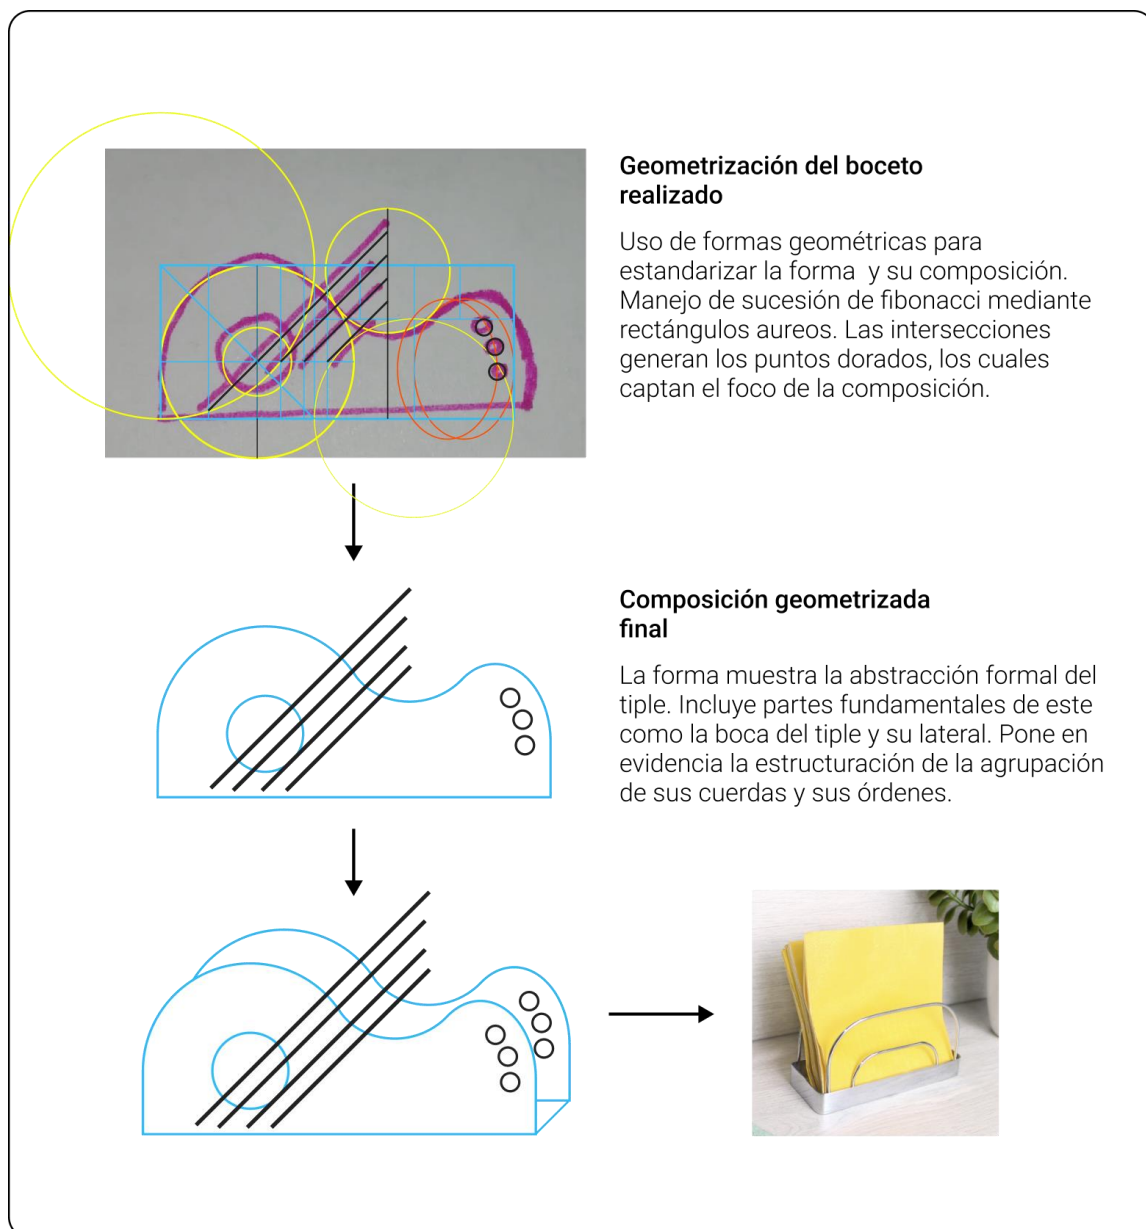 Geometrización del boceto
realizado
Uso de formas geométricas para
estandarizar la forma  y su composición.
Manejo de sucesión de fibonacci mediante
rectángulos aureos. Las intersecciones
generan los puntos dorados, los cuales
captan el foco de la composición.
Composición geometrizada
final
La forma muestra la abstracción formal del
tiple. Incluye partes fundamentales de este
como la boca del tiple y su lateral. Pone en
evidencia la estructuración de la agrupación
de sus cuerdas y sus órdenes.